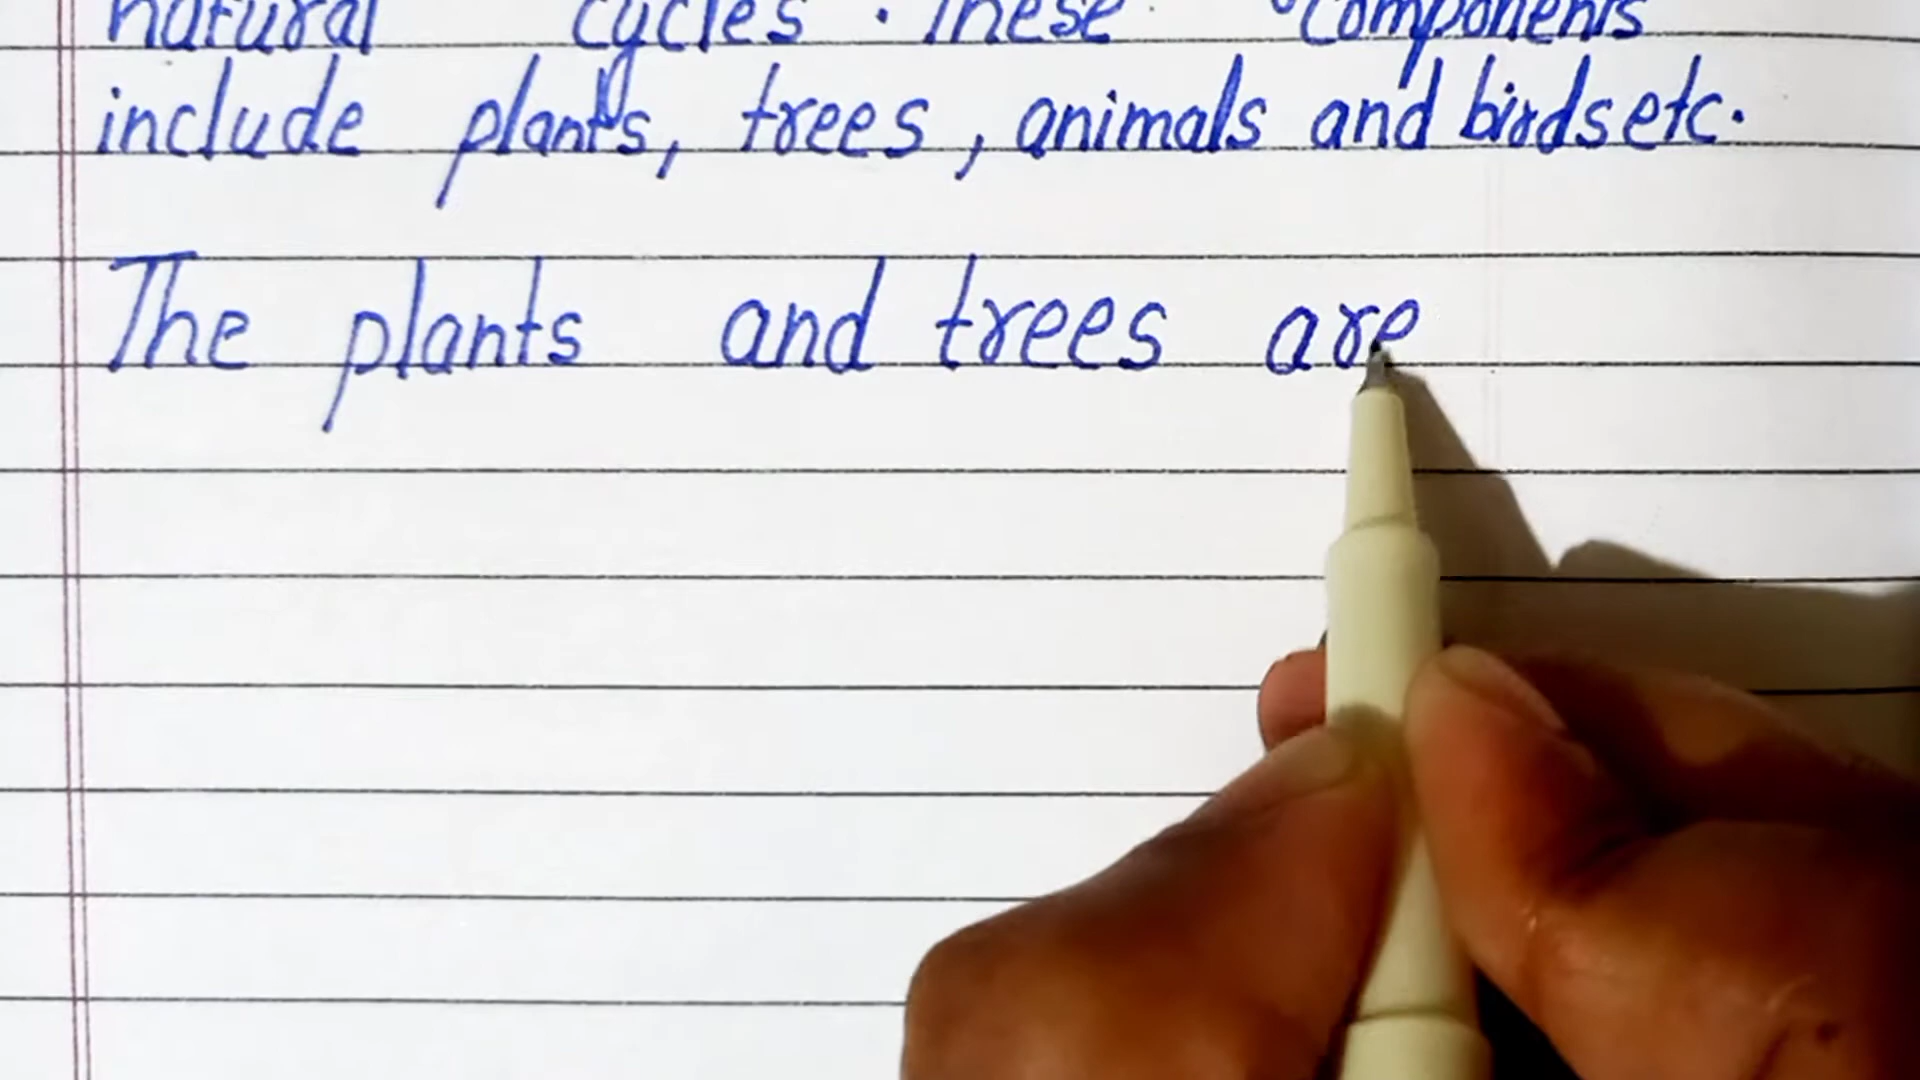 natural cycles. These components
include plants, trees, animals and birds etc.
The plants and trees are